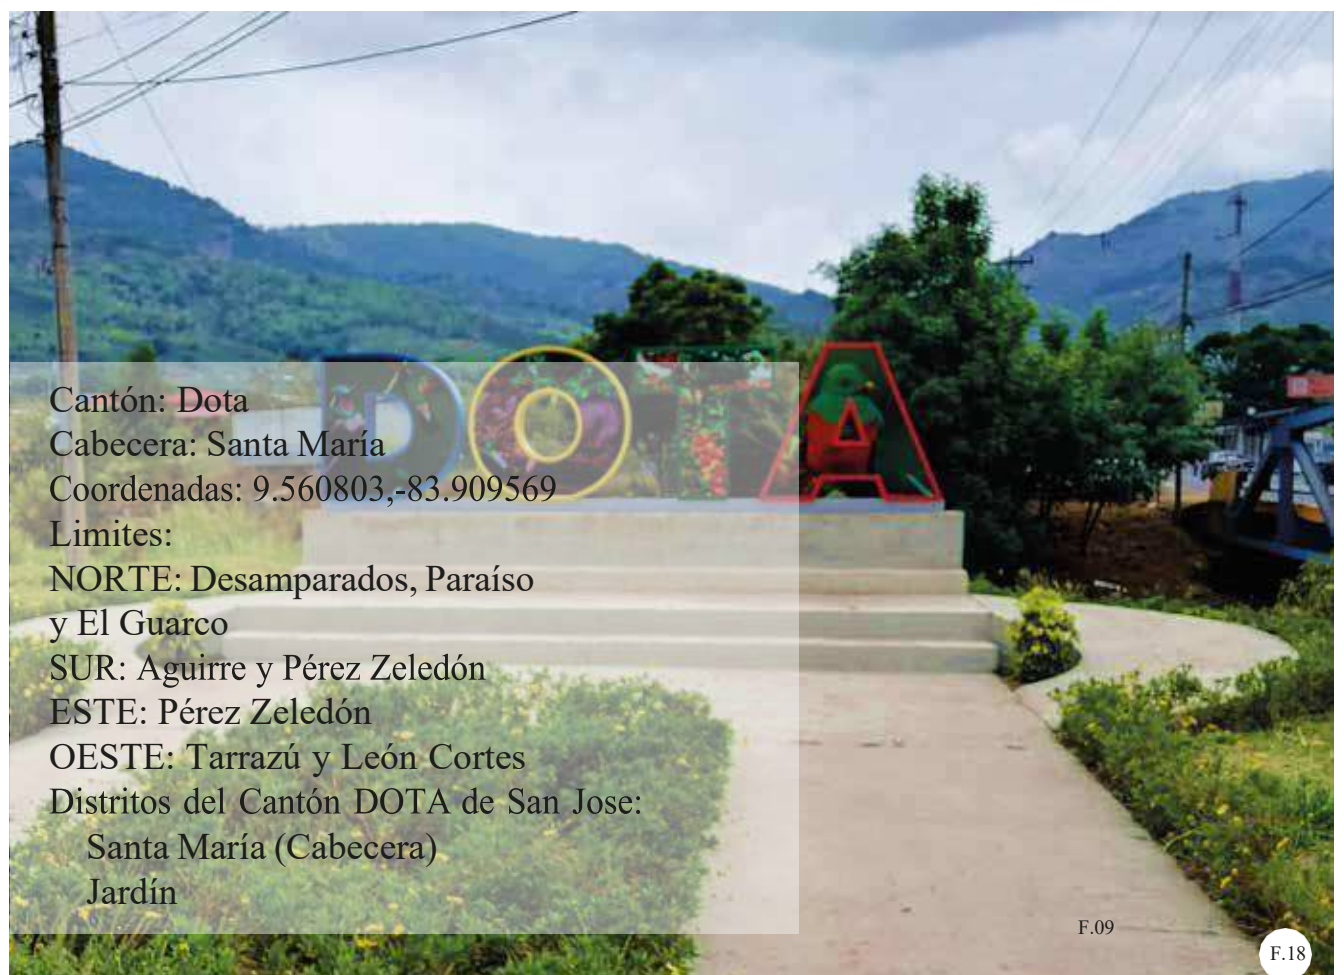 DOTA
Cantón: Dota
Cabecera: Santa María
Coordenadas: 9.560803,-83.909569
Limites:
NORTE: Desamparados, Paraíso
y El Guarco
SUR: Aguirre y Pérez Zeledón
ESTE: Pérez Zeledón
OESTE: Tarrazú y León Cortes
Distritos del Cantón DOTA de San Jose:
Santa María (Cabecera)
Jardín
F.09
F.18